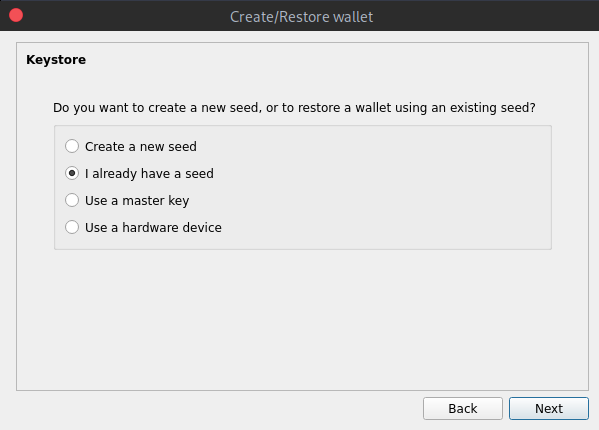 Create/Restore wallet
Keystore
Do you want to create a new seed, or to restore a wallet using an existing seed?
Create a new seed
I already have a seed
Use a master key
Use a hardware device
Back
Next